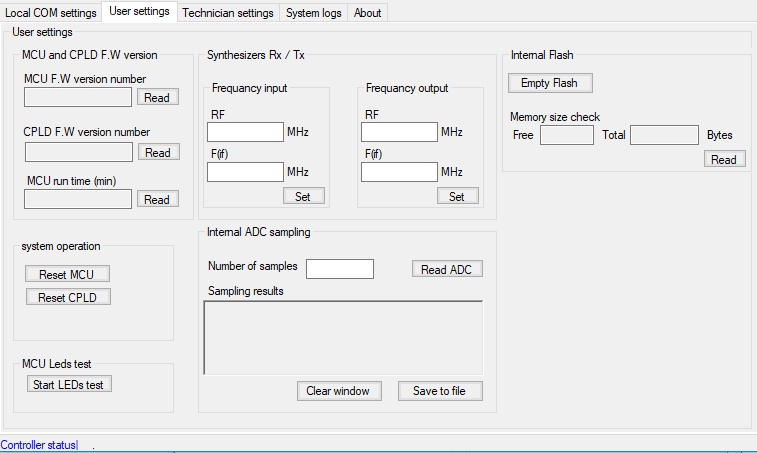 Local COM settings User settings Technician settings System logs About
User settings
MCU and CPLD F.W version
MCU F.W version number
Read
CPLD F.W version number
Read
MCU run time (min)
Read
Synthesizers Rx / Tx
Frequancy input
RF
MHz
F(if)
MHz
Set
Frequancy output
RF
MHz
F(if)
MHz
Set
Internal Flash
Empty Flash
Memory size check
Free Total Bytes
Read
system operation
Reset MCU
Reset CPLD
MCU Leds test
Start LEDs test
Internal ADC sampling
Number of samples Read ADC
Sampling results
Clear window Save to file
Controller status| .